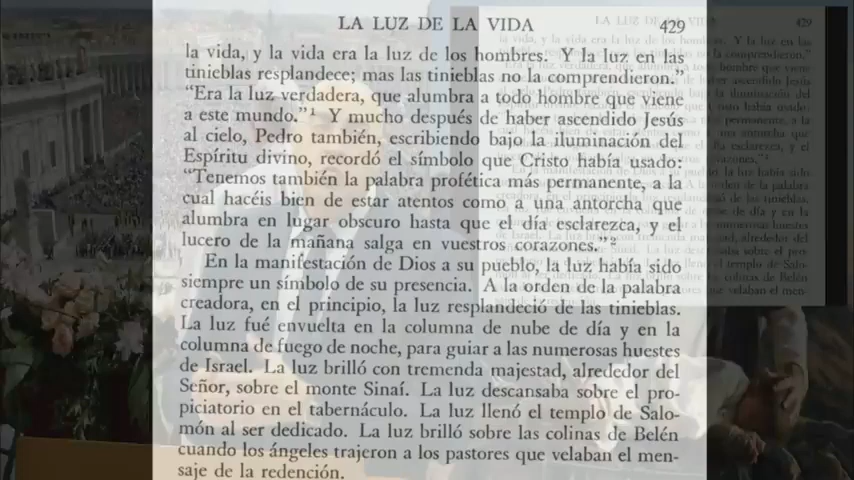 LA LUZ DE LA VIDA 429
la vida, y la vida era la luz de los hombres. Y la luz en las
tinieblas resplandece; mas las tinieblas no la comprendieron.”
“Era la luz verdadera, que alumbra a todo hombre que viene
a este mundo.”¹ Y mucho después de haber ascendido Jesús
al cielo, Pedro también, escribiendo bajo la iluminación del
Espíritu divino, recordó el símbolo que Cristo había usado:
“Tenemos también la palabra profética más permanente, a la
cual hacéis bien de estar atentos como a una antorcha que
alumbra en lugar obscuro hasta que el día esclarezca, y el
lucero de la mañana salga en vuestros corazones.”²
En la manifestación de Dios a su pueblo, la luz había sido
siempre un símbolo de su presencia. A la orden de la palabra
creadora, en el principio, la luz resplandeció de las tinieblas.
La luz fué envuelta en la columna de nube de día y en la
columna de fuego de noche, para guiar a las numerosas huestes
de Israel. La luz brilló con tremenda majestad, alrededor del
Señor, sobre el monte Sinaí. La luz descansaba sobre el pro-
piciatorio en el tabernáculo. La luz llenó el templo de Salo-
món al ser dedicado. La luz brilló sobre las colinas de Belén
cuando los ángeles trajeron a los pastores que velaban el men-
saje de la redención.